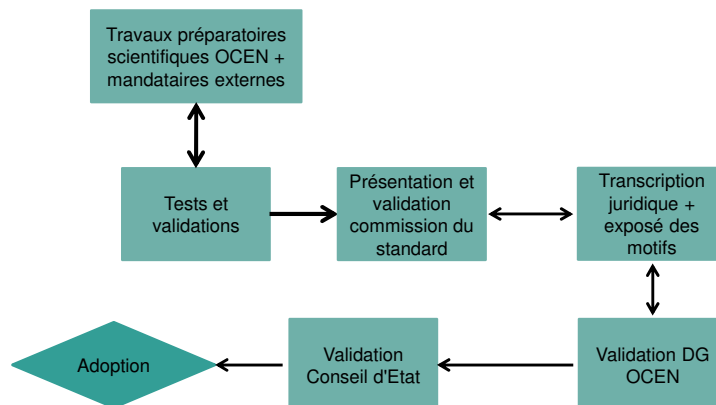 Travaux préparatoires
scientifiques OCEN +
mandataires externes
Tests et
validations
Présentation et
validation
commission du
standard
Transcription
juridique +
exposé des
motifs
Adoption
Validation
Conseil d'Etat
Validation DG
OCEN